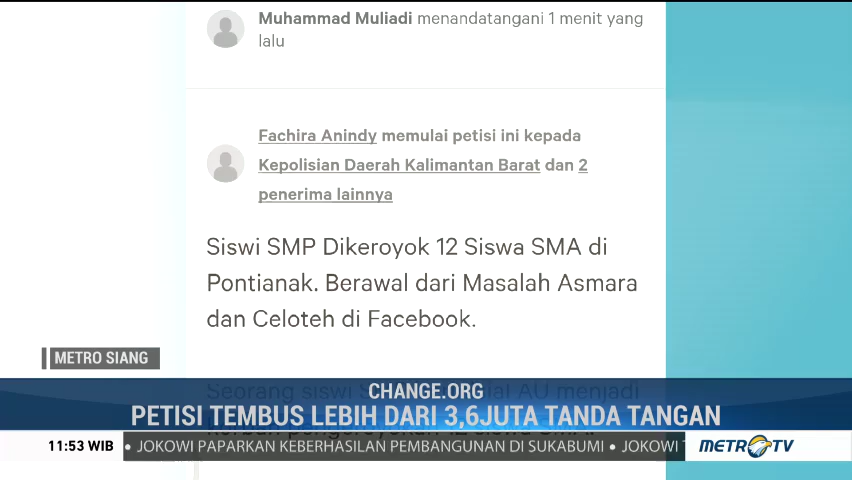 Muhammad Muliadi menandatangani 1 menit yang
lalu
Fachira Anindy memulai petisi ini kepada
Kepolisian Daerah Kalimantan Barat dan 2
penerima lainnya
Siswi SMP Dikeroyok 12 Siswa SMA di
Pontianak. Berawal dari Masalah Asmara
dan Celoteh di Facebook.
METRO SIANG
CHANGE.ORG
PETISI TEMBUS LEBIH DARI 3,6JUTA TANDA TANGAN
11:53 WIB • JOKOWI PAPARKAN KEBERHASILAN PEMBANGUNAN DI SUKABUMI • JOKOWI
METRO TV